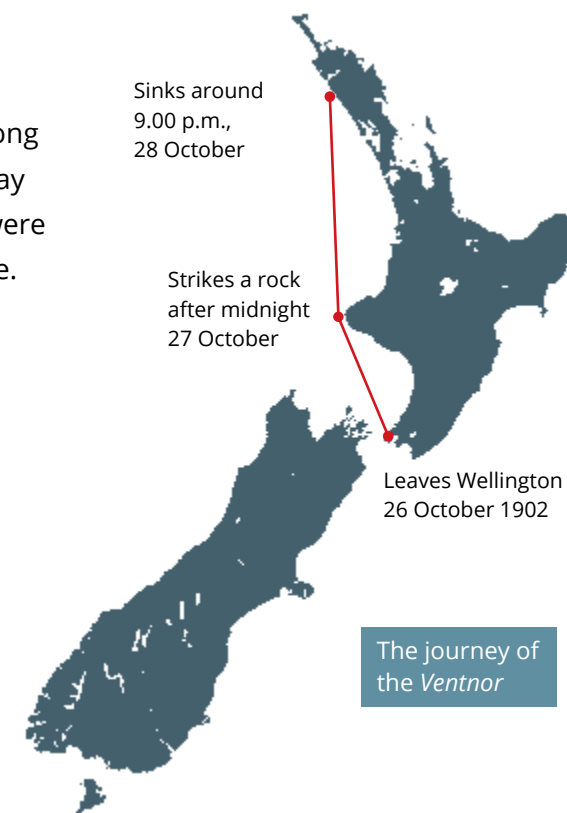 Sinks around
9.00 p.m.,
28 October
Strikes a rock
after midnight
27 October
Leaves Wellington
26 October 1902
The journey of
the Ventnor